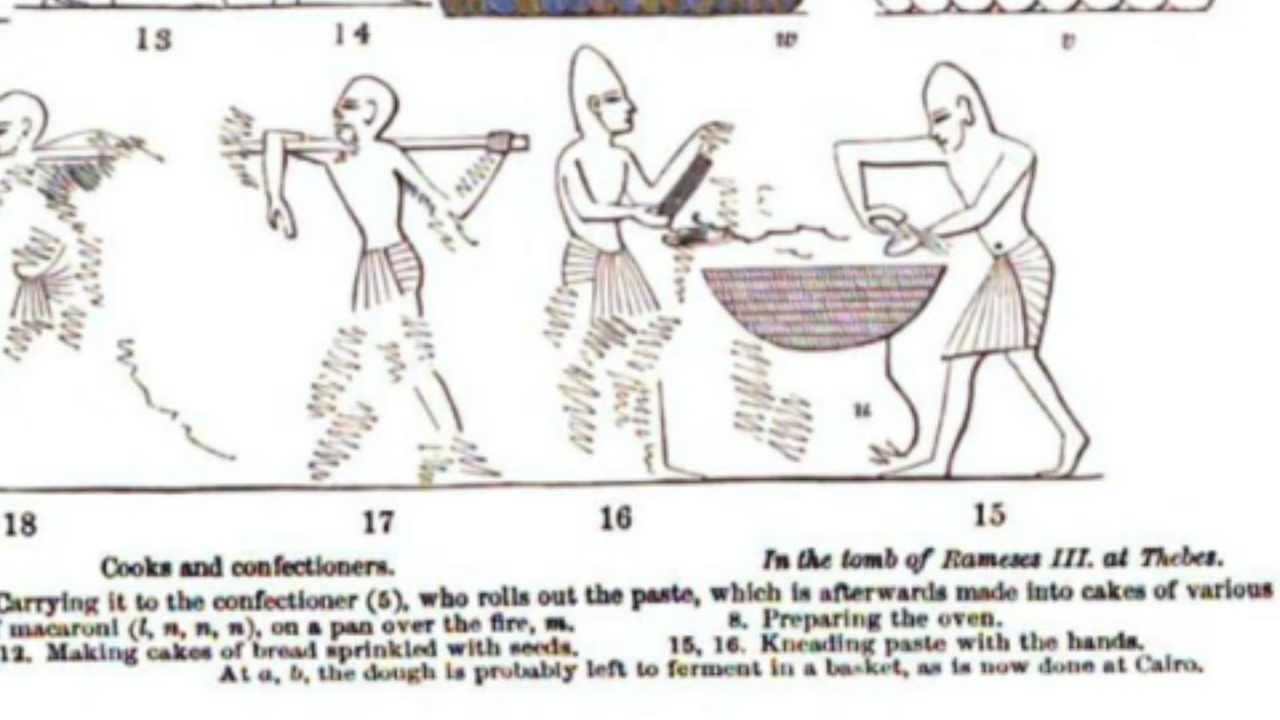 13 14 w v
u
18 17 16 15
Cooks and confectioners. In the tomb of Rameses III. at Thebes.
Carrying it to the confectioner (5), who rolls out the paste, which is afterwards made into cakes of various
macaroni (l, n, n, n), on a pan over the fire, m. 8. Preparing the oven.
12. Making cakes of bread sprinkled with seeds. 15, 16. Kneading paste with the hands.
At a, b, the dough is probably left to ferment in a basket, as is now done at Cairo.